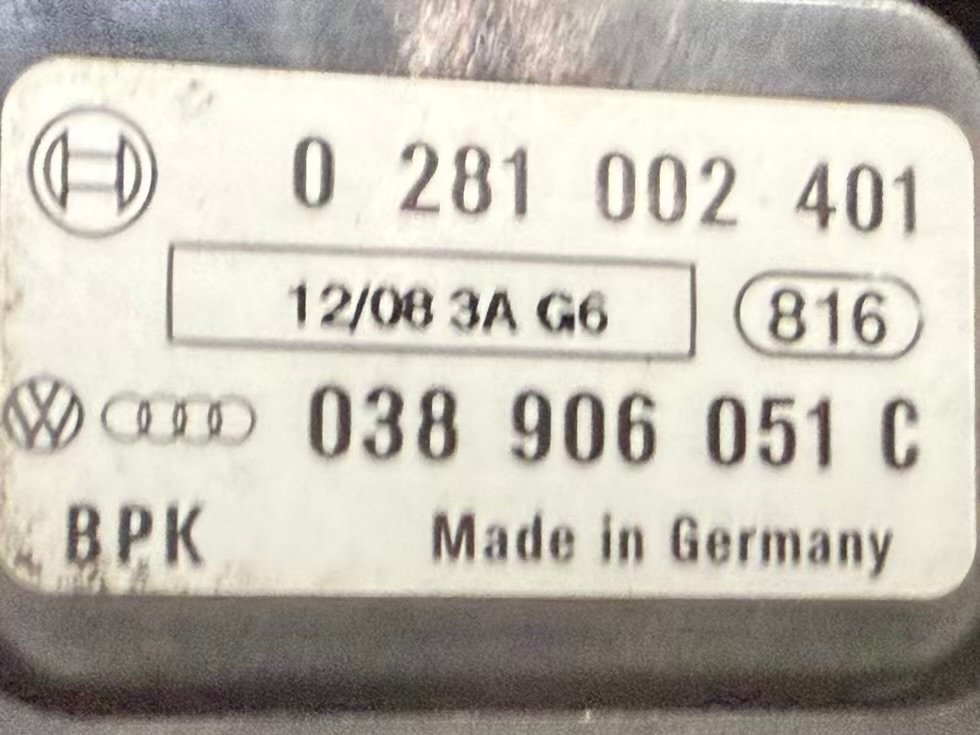 0 281 002 401
12/08 3A G6 816
038 906 051 C
BPK Made in Germany